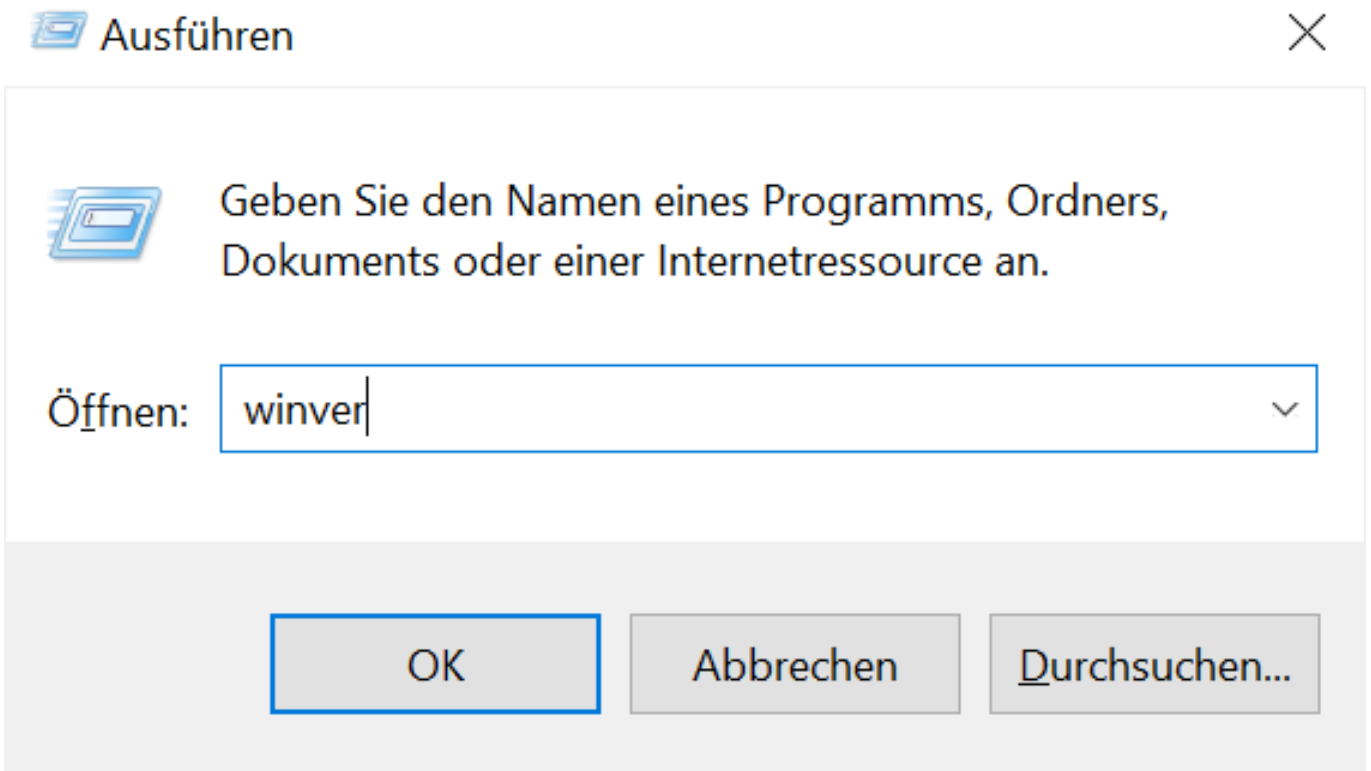 Ausführen
Geben Sie den Namen eines Programms, Ordners,
Dokuments oder einer Internetressource an.
Öffnen: winver
OK Abbrechen Durchsuchen...